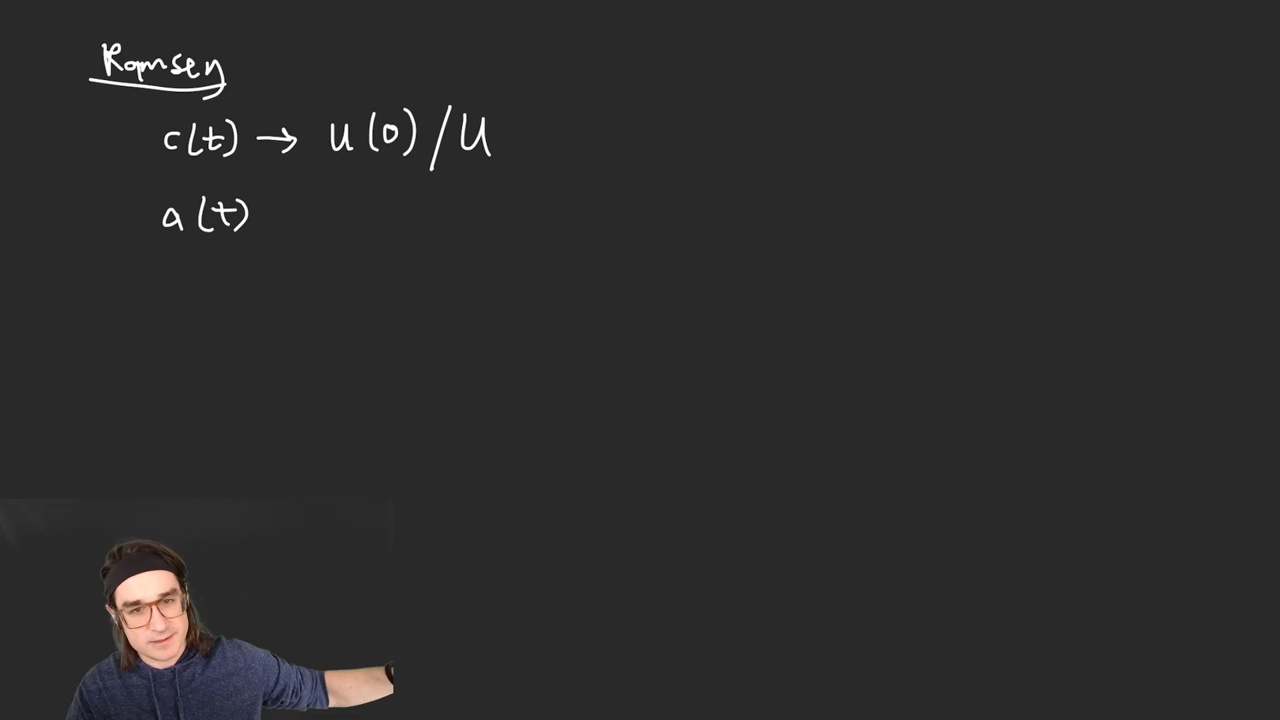 Ramsey
c(t) → U(0)/U
a(t)